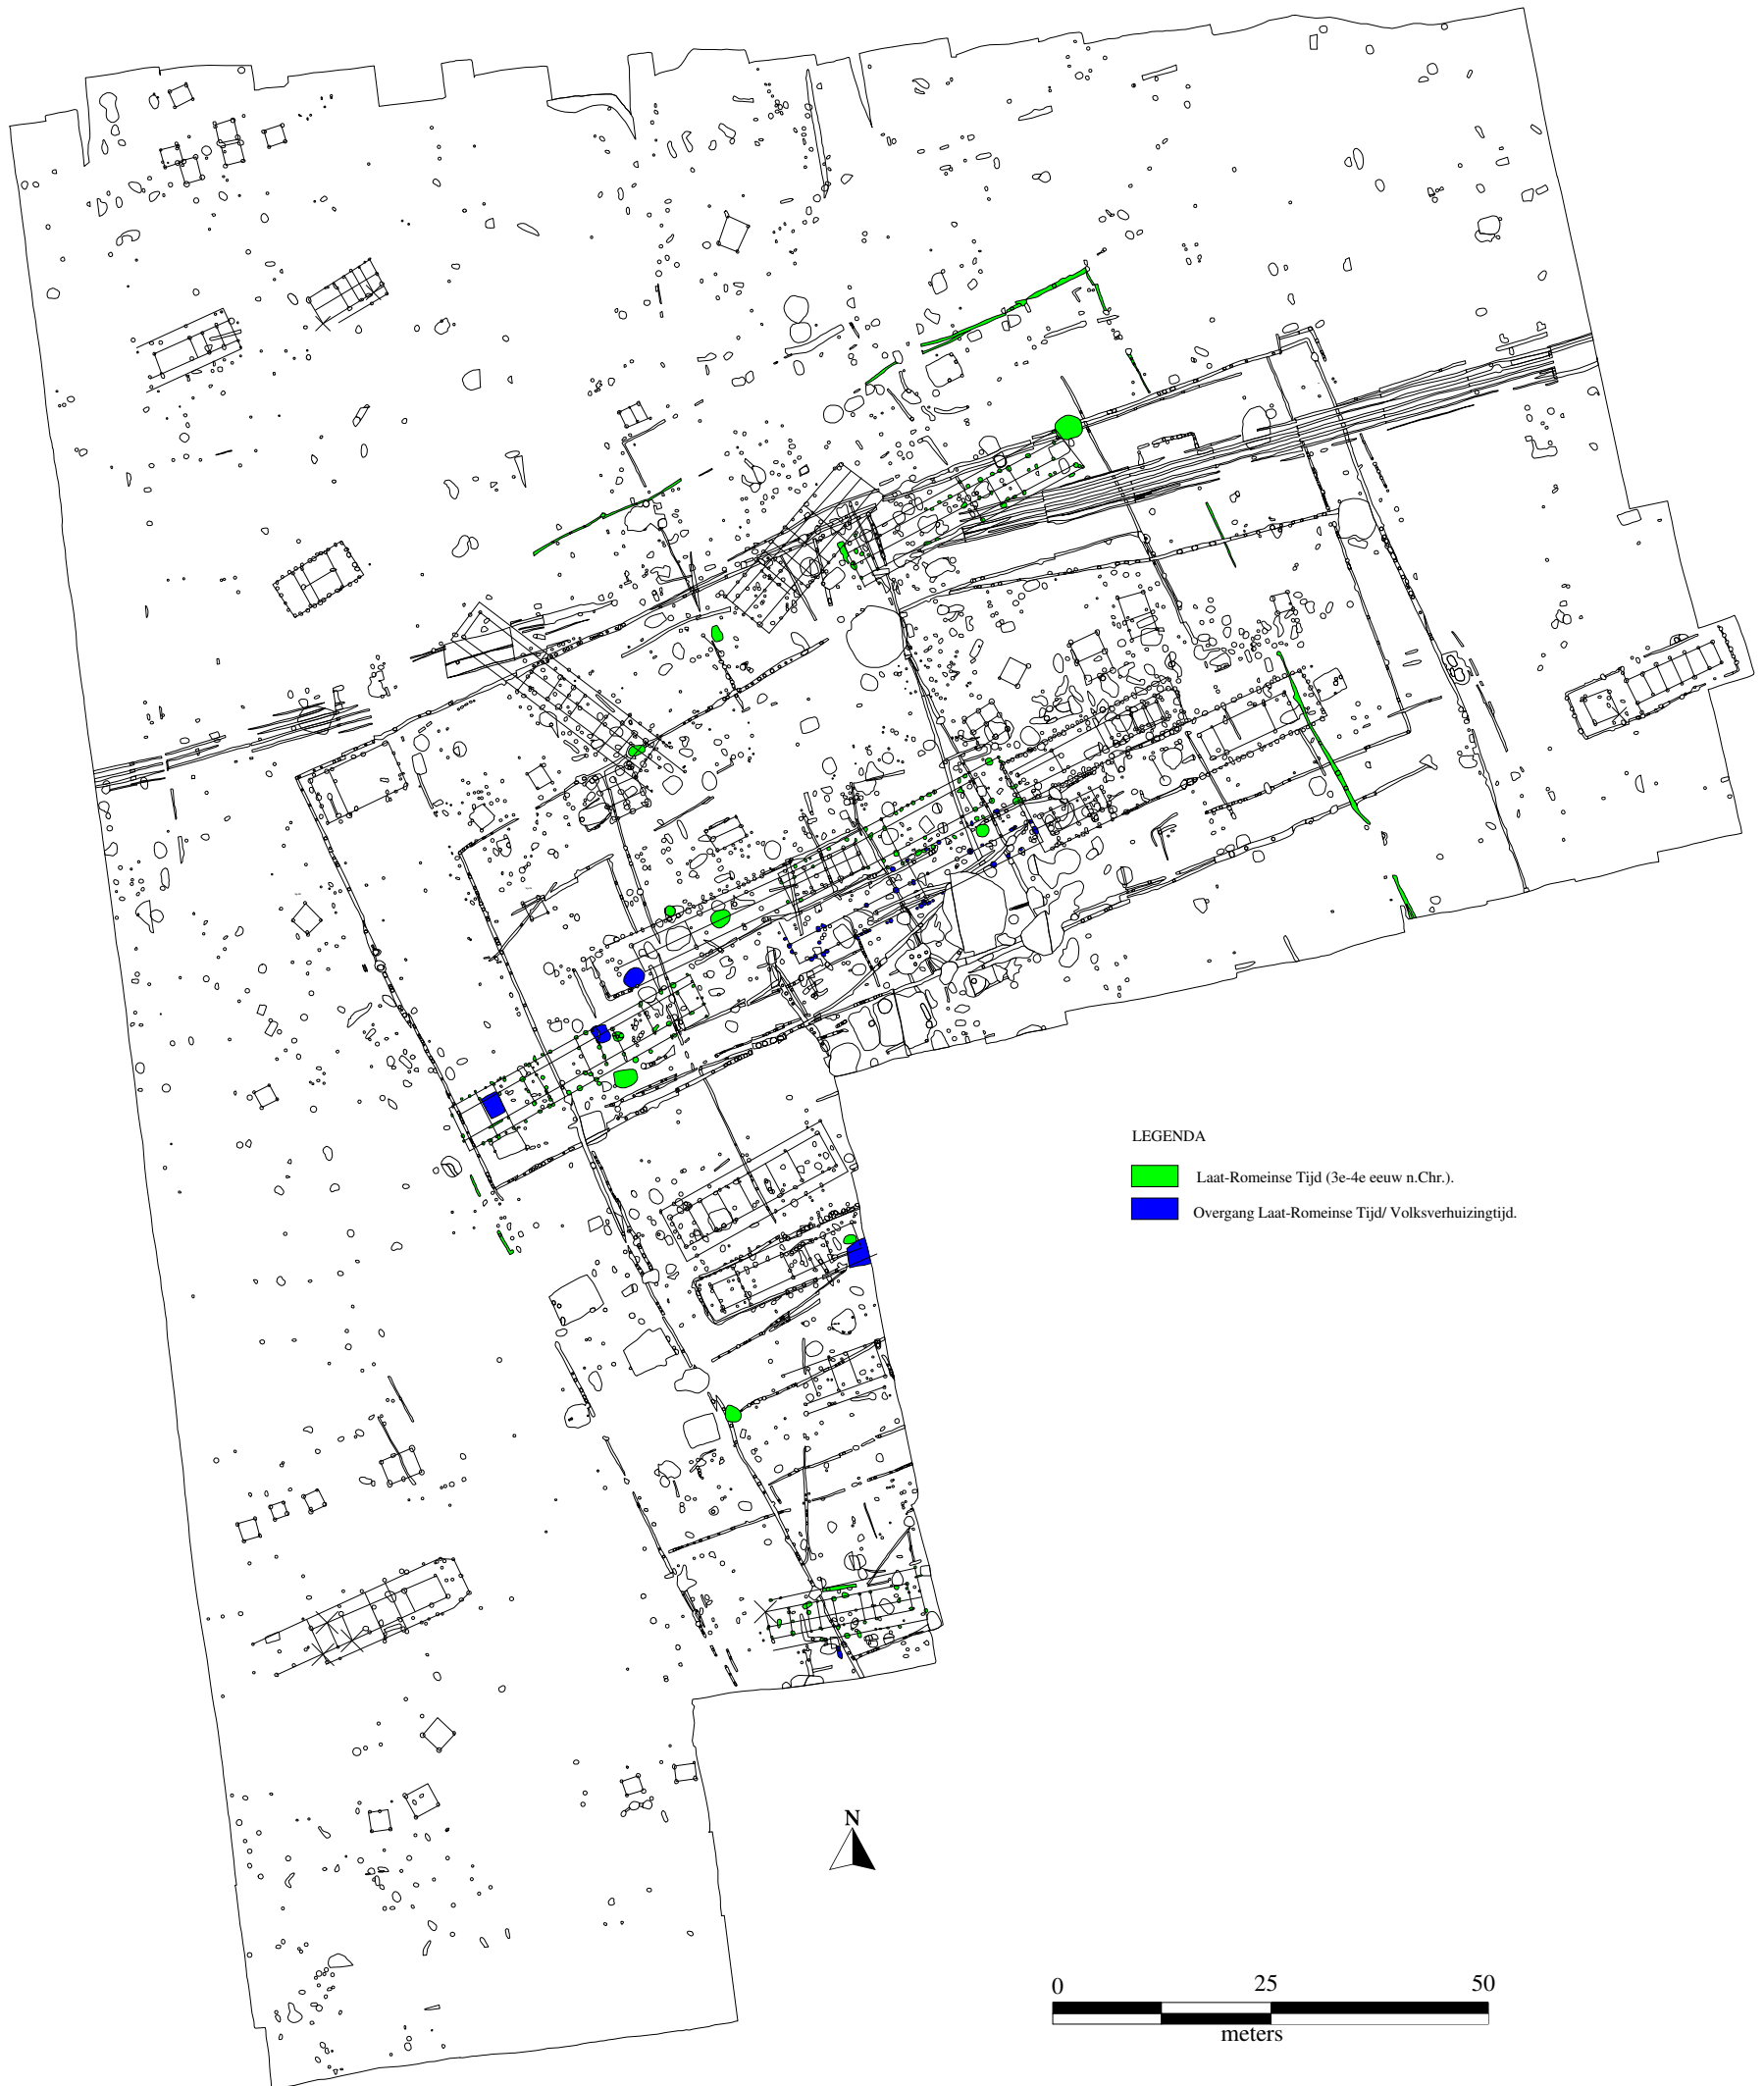 LEGENDA
Laat-Romeinse Tijd (3e-4e eeuw n.Chr.).
Overgang Laat-Romeinse Tijd/ Volksverhuizingtijd.
N
0 25 50
meters